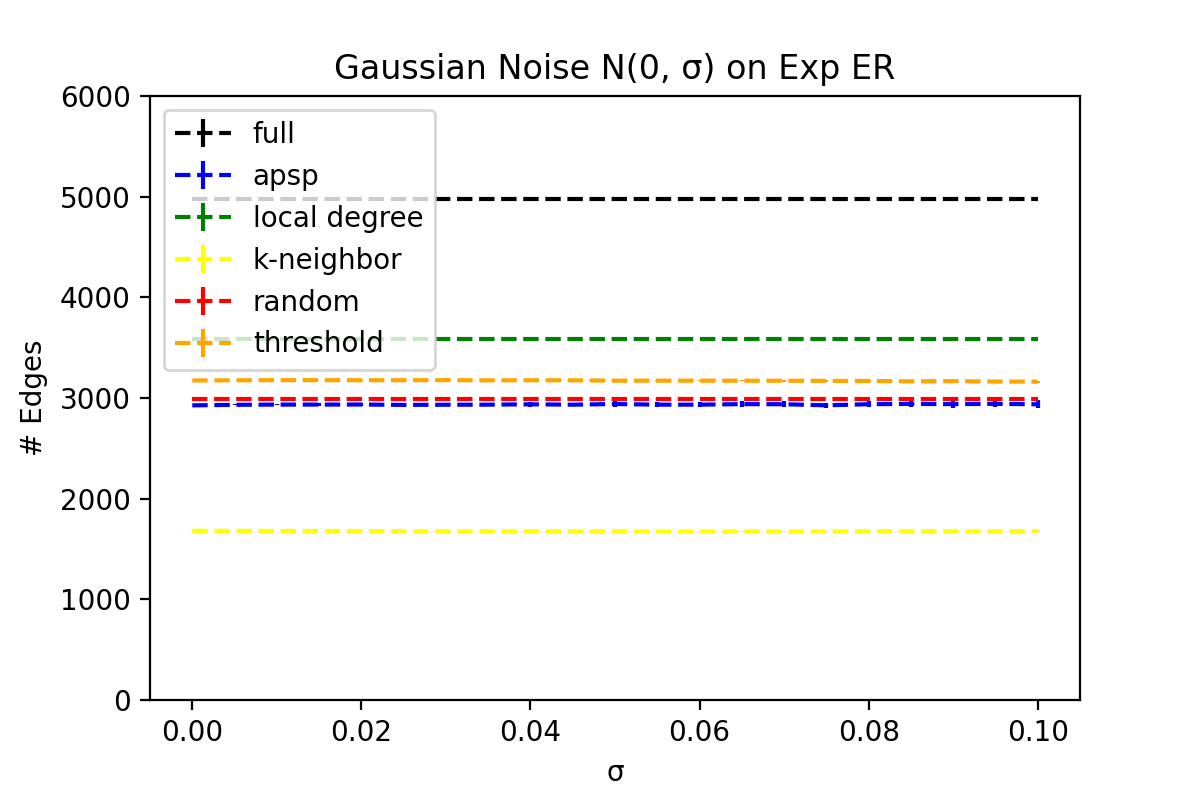 Gaussian Noise N(0, σ) on Exp ER
6000
5000
4000
3000
2000
1000
0
# Edges
full
apsp
local degree
k-neighbor
random
threshold
0.00 0.02 0.04 0.06 0.08 0.10
σ